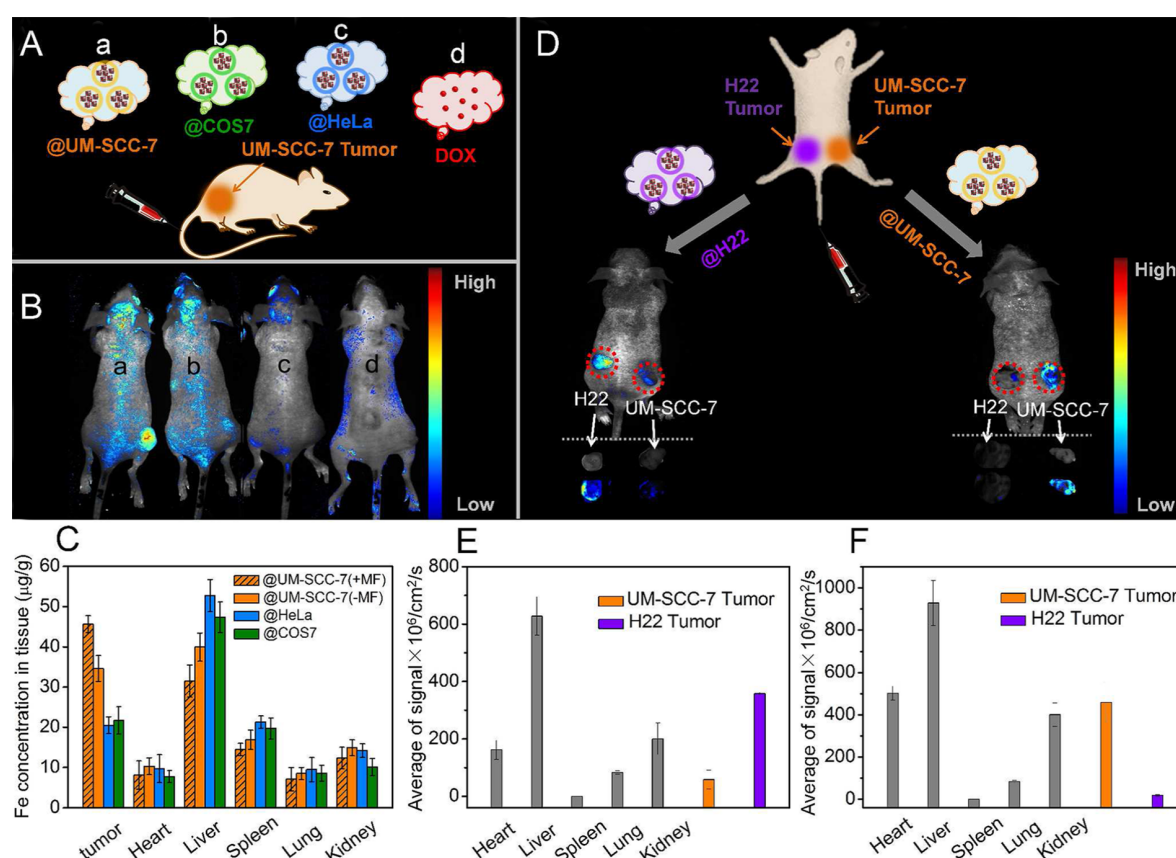 A
a
b
c
d
@UM-SCC-7
@COS7
@HeLa
DOX
UM-SCC-7 Tumor
B
a
b
c
d
High
Low
D
H22
Tumor
UM-SCC-7
Tumor
@H22
@UM-SCC-7
H22
UM-SCC-7
H22
UM-SCC-7
High
Low
C
Fe concentration in tissue (μg/g)
60
50
40
30
20
10
0
@UM-SCC-7(+MF)
@UM-SCC-7(-MF)
@HeLa
@COS7
tumor
Heart
Liver
Spleen
Lung
Kidney
E
Average of signal×10⁶/cm²/s
800
600
400
200
0
UM-SCC-7 Tumor
H22 Tumor
Heart
Liver
Spleen
Lung
Kidney
F
Average of signal×10⁶/cm²/s
1000
800
600
400
200
0
UM-SCC-7 Tumor
H22 Tumor
Heart
Liver
Spleen
Lung
Kidney